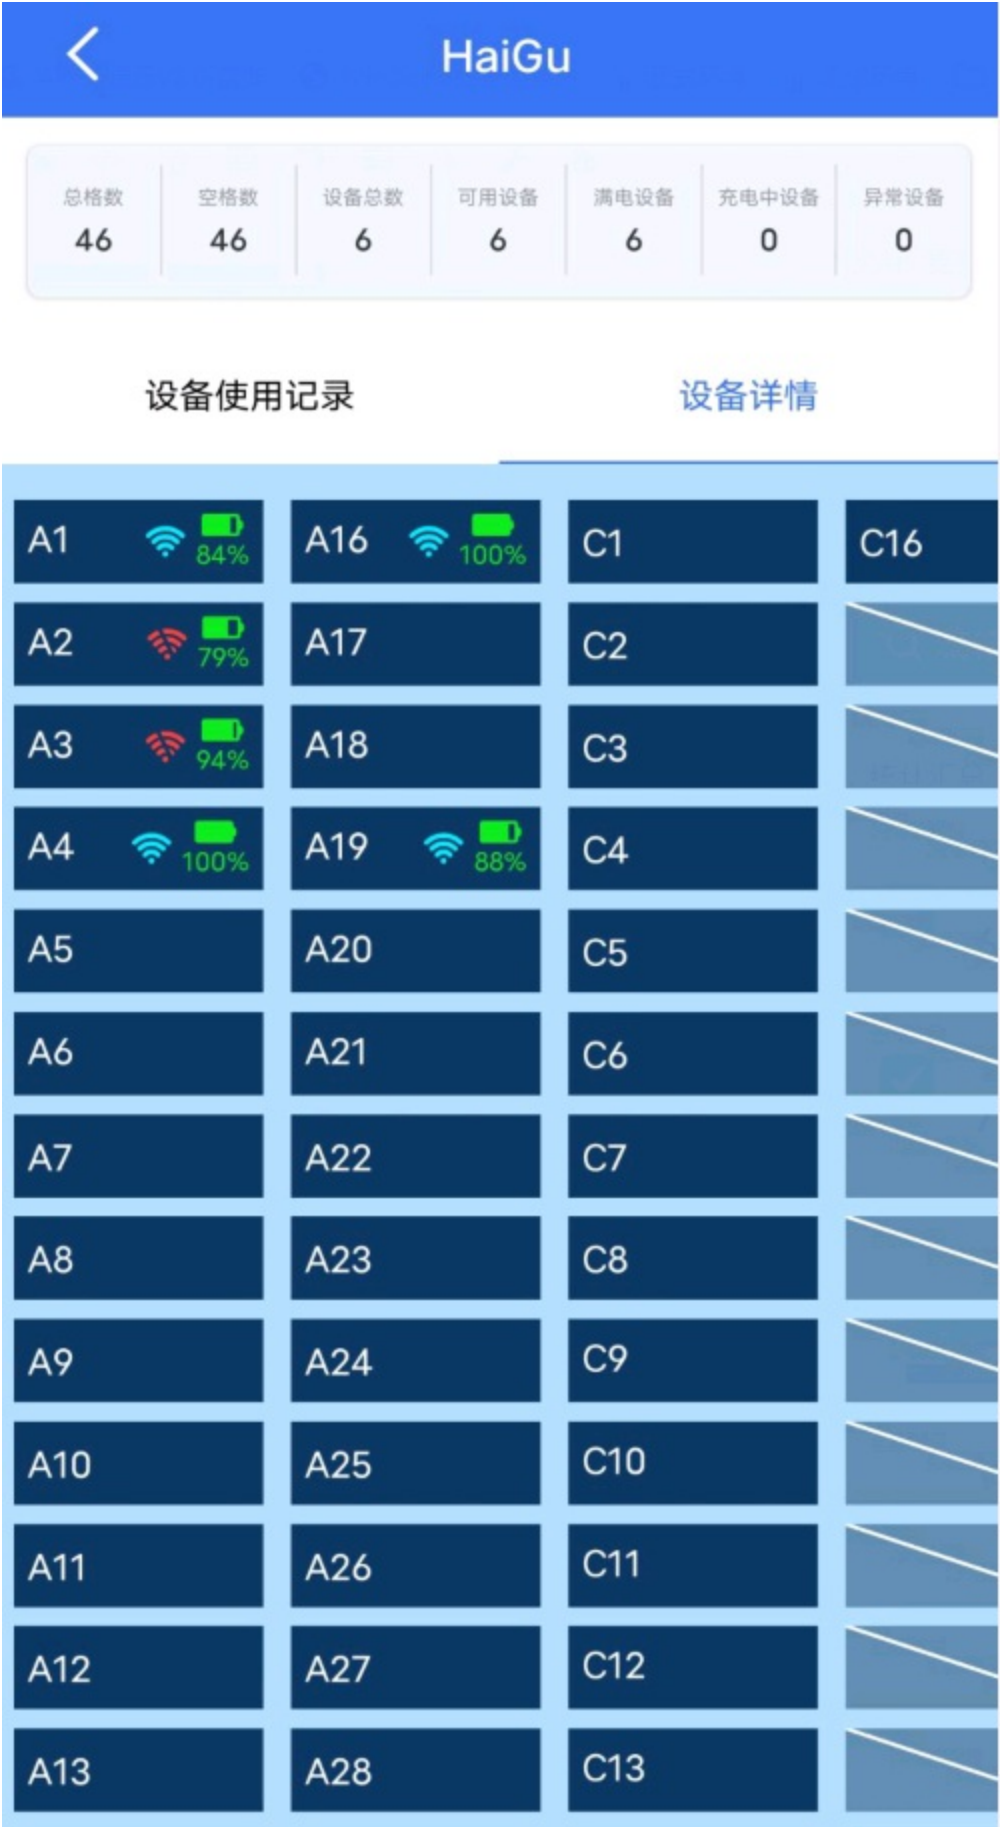 HaiGu
总格数 空格数 设备总数 可用设备 满电设备 充电中设备 异常设备
46 46 6 6 6 0 0
设备使用记录 设备详情
A1 84% A16 100% C1 C16
A2 79% A17 C2
A3 94% A18 C3
A4 100% A19 88% C4
A5 A20 C5
A6 A21 C6
A7 A22 C7
A8 A23 C8
A9 A24 C9
A10 A25 C10
A11 A26 C11
A12 A27 C12
A13 A28 C13